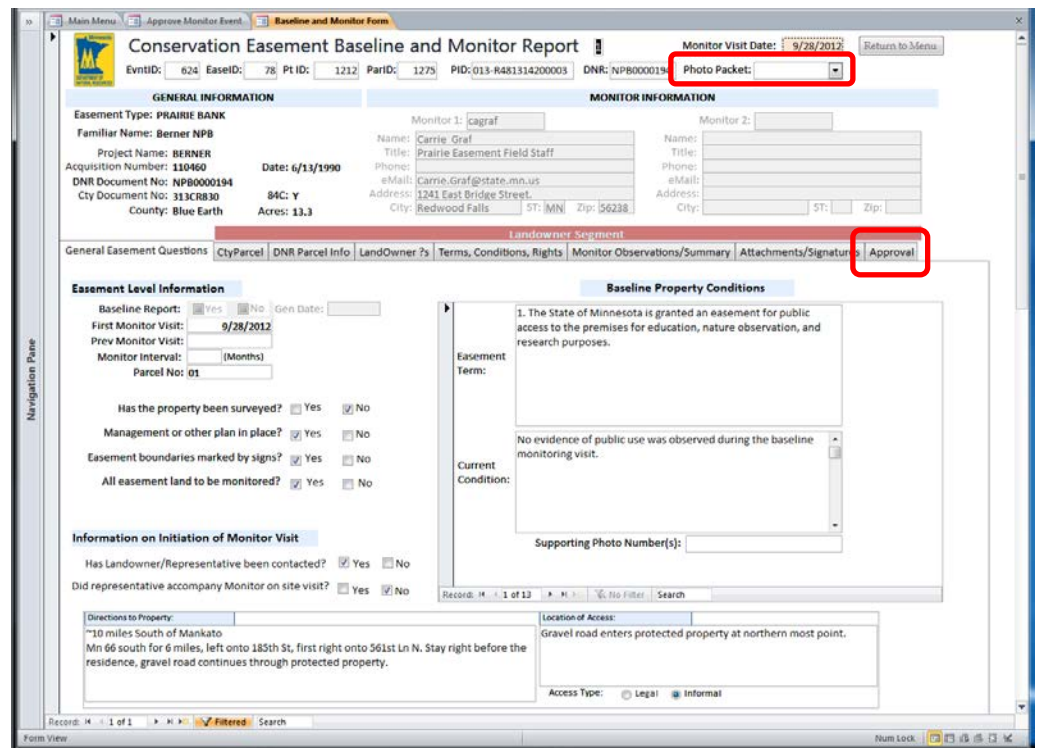 Main Menu Approve Monitor Event Baseline and Monitor Form
Conservation Easement Baseline and Monitor Report Monitor Visit Date: 9/28/2012 Return to Menu
EvntID: 624 EaselD: 78 Pt ID: 1212 ParID: 1275 PID: 013-R481314200003 DNR: NPB0000194 Photo Packet:
GENERAL INFORMATION MONITOR INFORMATION
Easement Type: PRAIRIE BANK
Monitor 1: cagraf Monitor 2:
Familiar Name: Berner NPB
Name: Carrie Graf Name:
Project Name: BERNER
Title: Prairie Easement Field Staff Title:
Acquisition Number: 110460 Date: 6/13/1990
Phone: Phone:
DNR Document No: NPB0000194
eMail: Carrie.Graf@state.mn.us eMail:
Cty Document No: 313CR830 84C: Y
Address: 1241 East Bridge Street. Address:
County: Blue Earth Acres: 13.3
City: Redwood Falls ST: MN Zip: 56238 City: ST: Zip:
Landowner Segment
General Easement Questions CtyParcel DNR Parcel Info LandOwner ?s Terms, Conditions, Rights Monitor Observations/Summary Attachments/Signatures Approval
Easement Level Information
Baseline Report: Yes No Gen Date:
First Monitor Visit: 9/28/2012
Prev Monitor Visit:
Monitor Interval: (Months)
Parcel No: 01
Has the property been surveyed? Yes No
Management or other plan in place? Yes No
Easement boundaries marked by signs? Yes No
All easement land to be monitored? Yes No
Information on Initiation of Monitor Visit
Has Landowner/Representative been contacted? Yes No
Did representative accompany Monitor on site visit? Yes No
Baseline Property Conditions
Easement Term:
1. The State of Minnesota is granted an easement for public
access to the premises for education, nature observation, and
research purposes.
Current Condition:
No evidence of public use was observed during the baseline
monitoring visit.
Supporting Photo Number(s):
Record: 1 of 13 No Filter Search
Directions to Property:
~10 miles South of Mankato
Mn 66 south for 6 miles, left onto 185th St, first right onto 561st Ln N. Stay right before the
residence, gravel road continues through protected property.
Location of Access:
Gravel road enters protected property at northern most point.
Access Type: Legal Informal
Record: 1 of 1 Filtered Search
Form View Num Lock
Navigation Pane